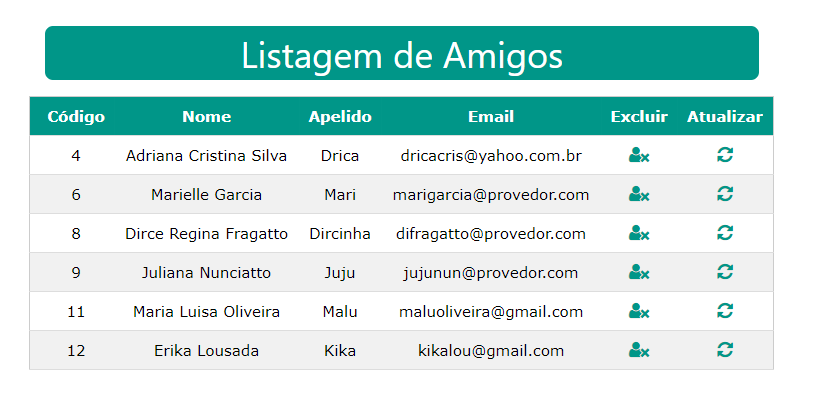 Listagem de Amigos
Código Nome Apelido Email Excluir Atualizar
4 Adriana Cristina Silva Drica dricacris@yahoo.com.br
6 Marielle Garcia Mari marigarcia@provedor.com
8 Dirce Regina Fragatto Dircinha difragatto@provedor.com
9 Juliana Nunciatto Juju jujunun@provedor.com
11 Maria Luisa Oliveira Malu maluoliveira@gmail.com
12 Erika Lousada Kika kikalou@gmail.com